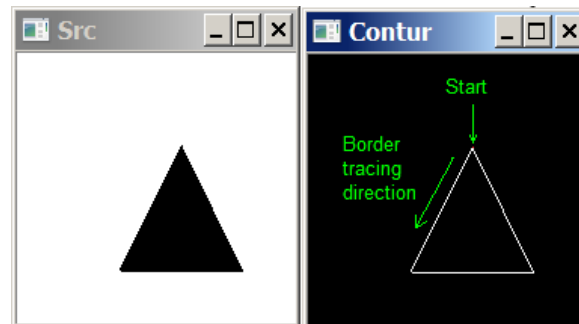 Src
Contur
Start
Border
tracing
direction